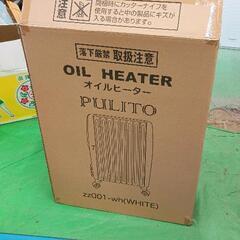 開梱時にカッターナイフを
使用すると中の製品にキズが
入る場合があります。
落下厳禁 取扱注意
OIL HEATER
オイルヒーター
PULITO
zz001-wh(WHITE)